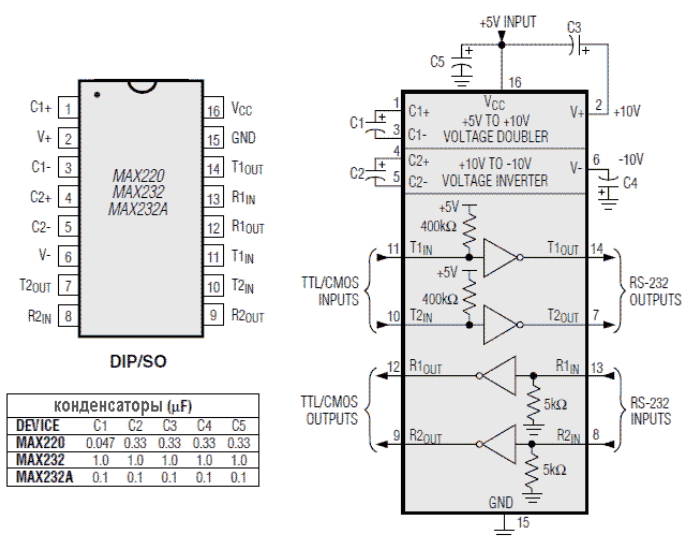 C1+ 1
V+ 2
C1- 3
C2+ 4
C2- 5
V- 6
T2OUT 7
R2IN 8
MAX220
MAX232
MAX232A
16 VCC
15 GND
14 T1OUT
13 R1IN
12 R1OUT
11 T1IN
10 T2IN
9 R2OUT
DIP/SO
конденсаторы (µF)
DEVICE C1 C2 C3 C4 C5
MAX220 0.047 0.33 0.33 0.33 0.33
MAX232 1.0 1.0 1.0 1.0 1.0
MAX232A 0.1 0.1 0.1 0.1 0.1
+5V INPUT
C3
+
C5 +
16
VCC
1 C1+
C1 +
3 C1-
+5V TO +10V
VOLTAGE DOUBLER
V+ 2 +10V
4 C2+
C2 +
5 C2-
+10V TO -10V
VOLTAGE INVERTER
V- 6 -10V
+ C4
+5V
400kΩ
11 T1IN
T1OUT 14
+5V
400kΩ
TTL/CMOS
INPUTS
RS-232
OUTPUTS
10 T2IN
T2OUT 7
12 R1OUT
R1IN 13
5kΩ
TTL/CMOS
OUTPUTS
RS-232
INPUTS
9 R2OUT
R2IN 8
5kΩ
GND
15